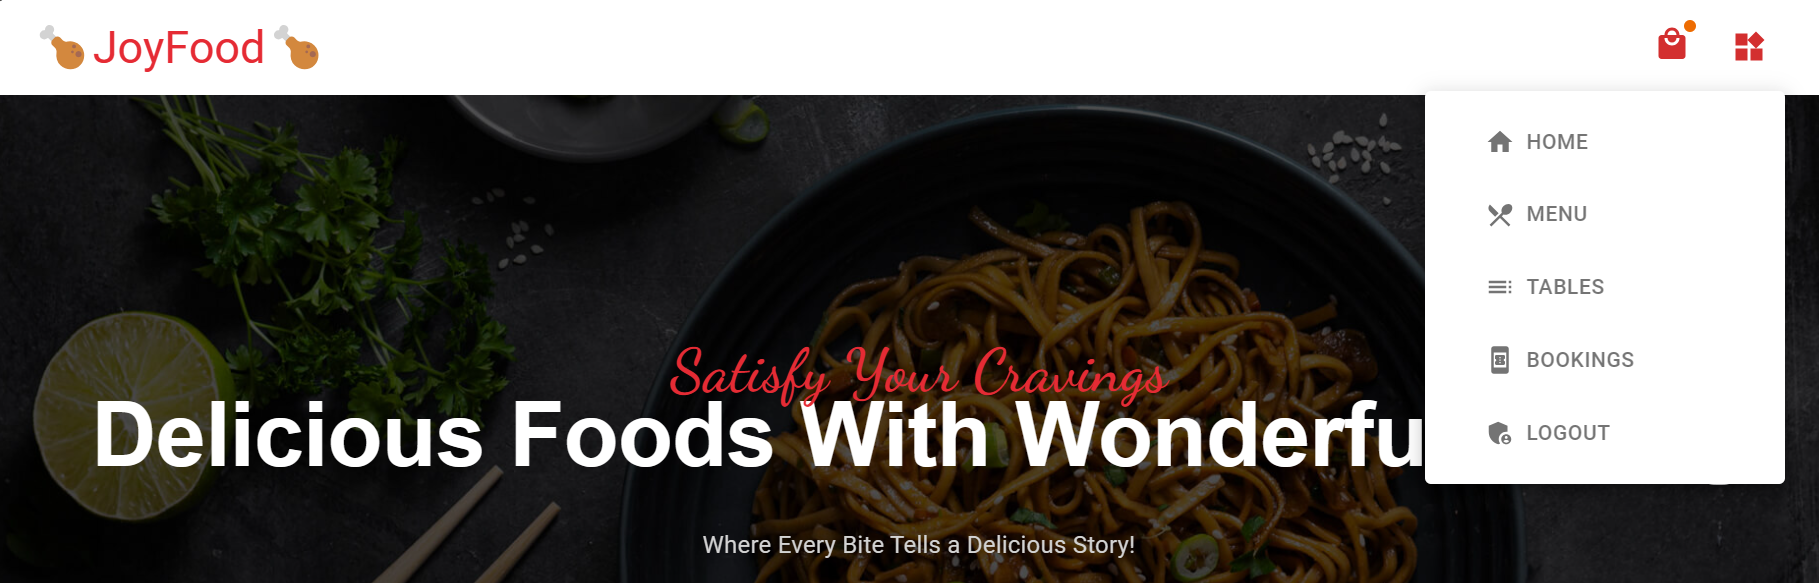 JoyFood
HOME
MENU
TABLES
BOOKINGS
LOGOUT
Satisfy Your Cravings
Delicious Foods With Wonderfu
Where Every Bite Tells a Delicious Story!